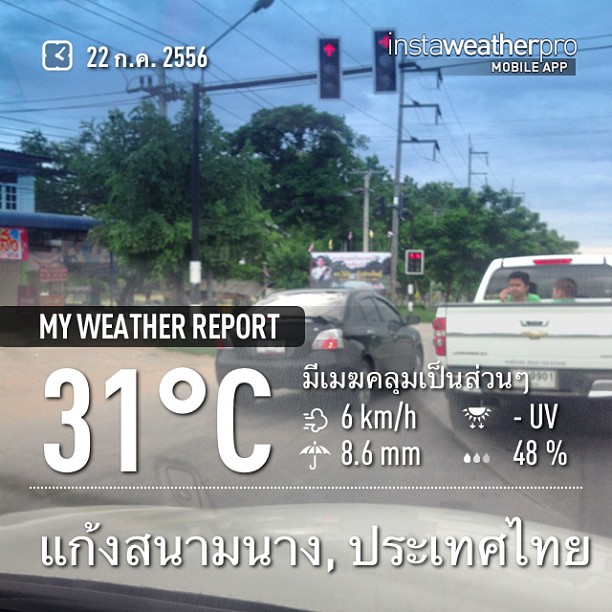 22 ก.ค. 2556
instaweatherpro
MOBILE APP
MY WEATHER REPORT
31°C
มีเมฆคลุมเป็นส่วนๆ
6 km/h
- UV
8.6 mm
48 %
แก้งสนามนาง, ประเทศไทย